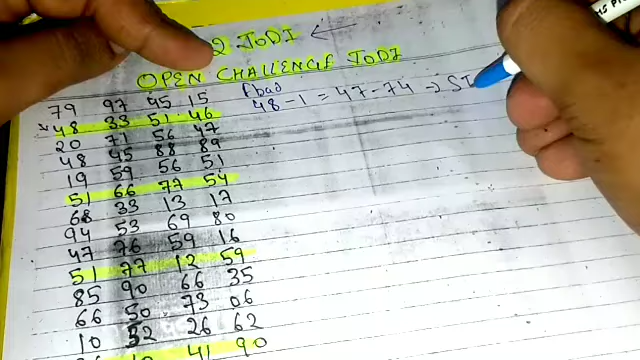 2 JODI ←
OPEN CHALLENGE JODI
79 97 45 15 fbad
48 33 51 46 48-1 = 47-74 → ST
20 71 56 47
48 45 88 89
19 59 56 51
51 66 77 54
68 33 13 17
94 53 69 80
47 76 59 16
51 77 12 59
85 90 66 35
66 50 73 06
10 52 26 62
41 90